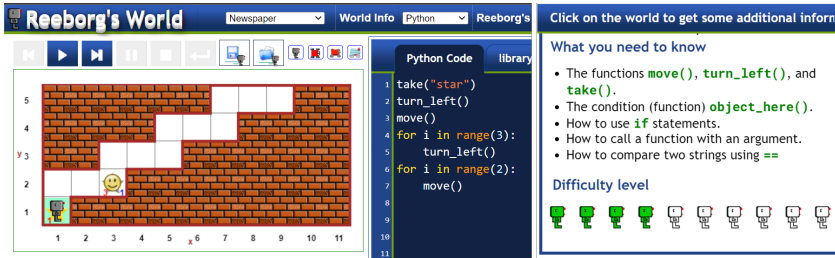 Reeborg's World
Newspaper
World Info
Python
Reeborg's
Python Code
library
1 take("star")
2 turn_left()
3 move()
4 for i in range(3):
5 turn_left()
6 for i in range(2):
7 move()
8
9
10
11
5
4
y 3
2
1
1 2 3 4 5 x 6 7 8 9 10 11
Click on the world to get some additional inform
What you need to know
• The functions move(), turn_left(), and
take().
• The condition (function) object_here().
• How to use if statements.
• How to call a function with an argument.
• How to compare two strings using ==
Difficulty level